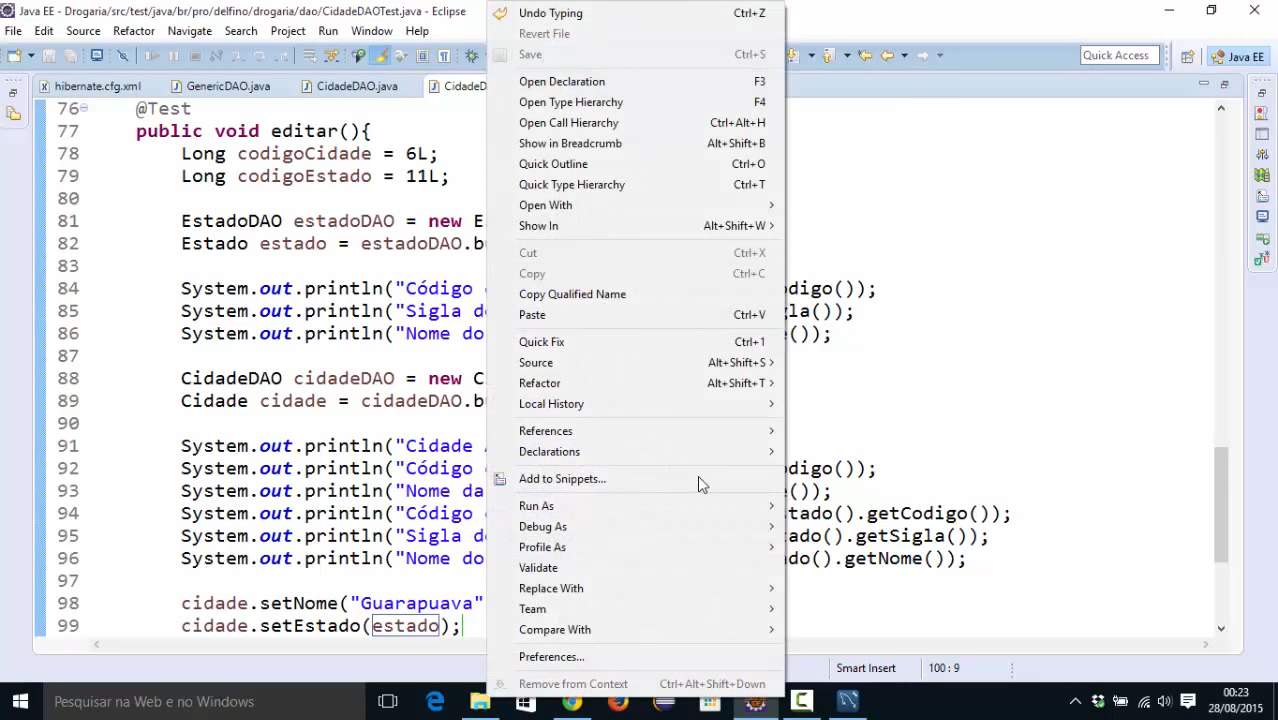 Java EE - Drogaria/src/test/java/br/pro/delfino/drogaria/dao/CidadeDAOTest.java - Eclipse
File Edit Source Refactor Navigate Search Project Run Window Help
Quick Access Java EE
hibernate.cfg.xml GenericDAO.java CidadeDAO.java CidadeD
76 @Test
77 public void editar(){
78 Long codigoCidade = 6L;
79 Long codigoEstado = 11L;
80
81 EstadoDAO estadoDAO = new E
82 Estado estado = estadoDAO.b
83
84 System.out.println("Código odigo());
85 System.out.println("Sigla d gla());
86 System.out.println("Nome do ());
87
88 CidadeDAO cidadeDAO = new C
89 Cidade cidade = cidadeDAO.b
90
91 System.out.println("Cidade
92 System.out.println("Código odigo());
93 System.out.println("Nome da ());
94 System.out.println("Código stado().getCodigo());
95 System.out.println("Sigla d stado().getSigla());
96 System.out.println("Nome do ado().getNome());
97
98 cidade.setNome("Guarapuava"
99 cidade.setEstado(estado);
Undo Typing Ctrl+Z
Revert File
Save Ctrl+S
Open Declaration F3
Open Type Hierarchy F4
Open Call Hierarchy Ctrl+Alt+H
Show in Breadcrumb Alt+Shift+B
Quick Outline Ctrl+O
Quick Type Hierarchy Ctrl+T
Open With
Show In Alt+Shift+W
Cut Ctrl+X
Copy Ctrl+C
Copy Qualified Name
Paste Ctrl+V
Quick Fix Ctrl+1
Source Alt+Shift+S
Refactor Alt+Shift+T
Local History
References
Declarations
Add to Snippets...
Run As
Debug As
Profile As
Validate
Replace With
Team
Compare With
Preferences...
Remove from Context Ctrl+Alt+Shift+Down
Smart Insert 100 : 9
Pesquisar na Web e no Windows
00:23
28/08/2015